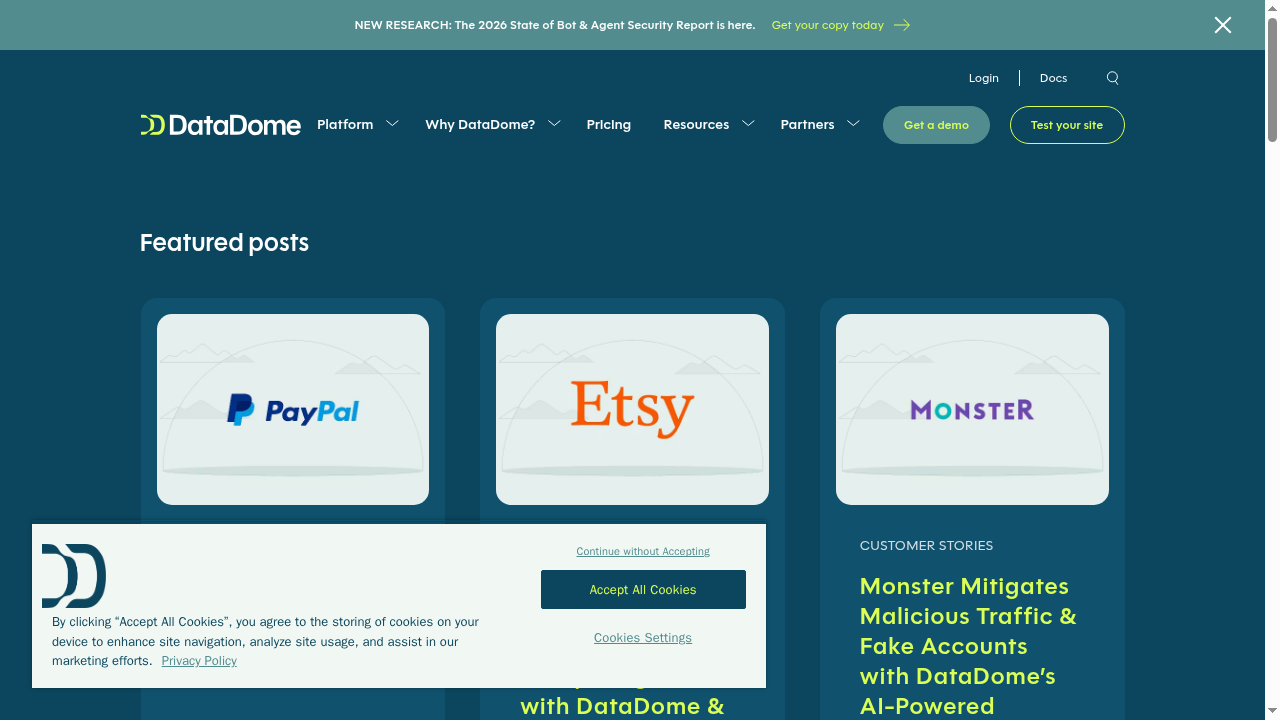 NEW RESEARCH: The 2026 State of Bot & Agent Security Report is here. Get your copy today
Login Docs
DataDome Platform Why DataDome? Pricing Resources Partners Get a demo Test your site
Featured posts
PayPal
Etsy
MONSTER
CUSTOMER STORIES
Monster Mitigates
Malicious Traffic &
Fake Accounts
with DataDome's
AI-Powered
with DataDome &
Continue without Accepting
Accept All Cookies
Cookies Settings
By clicking “Accept All Cookies”, you agree to the storing of cookies on your
device to enhance site navigation, analyze site usage, and assist in our
marketing efforts. Privacy Policy